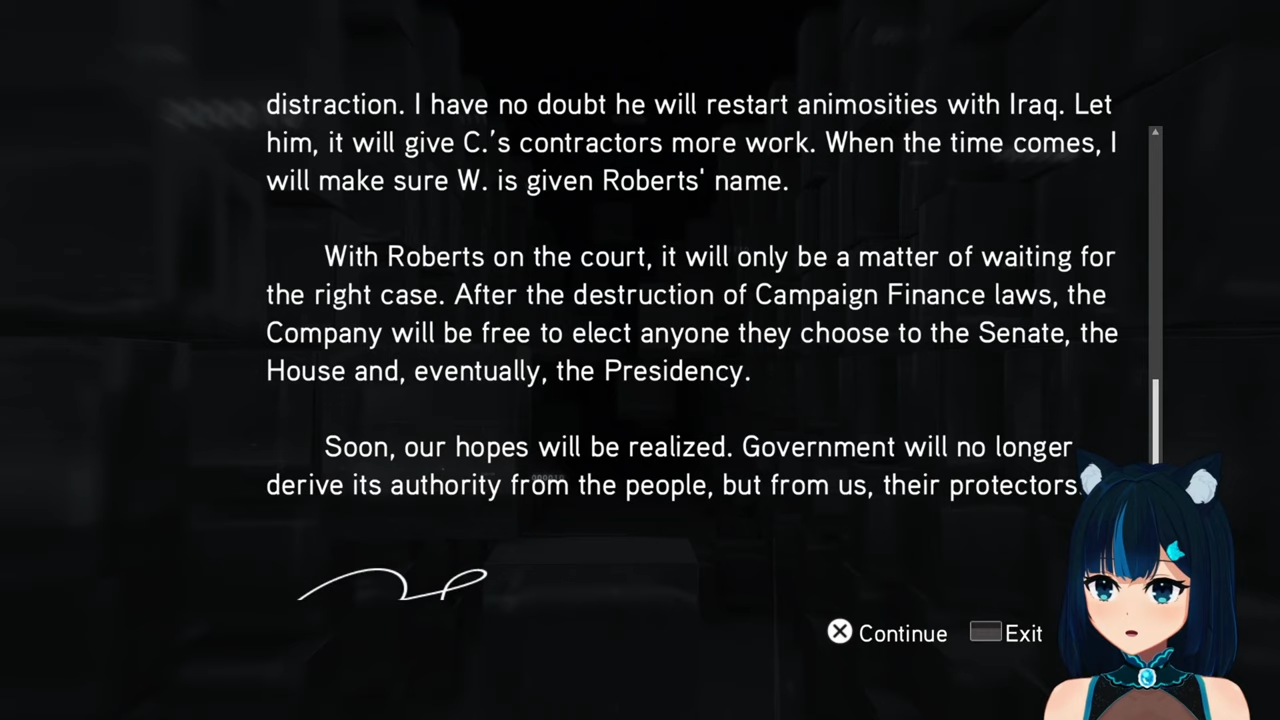 distraction. I have no doubt he will restart animosities with Iraq. Let
him, it will give C.'s contractors more work. When the time comes, I
will make sure W. is given Roberts' name.
With Roberts on the court, it will only be a matter of waiting for
the right case. After the destruction of Campaign Finance laws, the
Company will be free to elect anyone they choose to the Senate, the
House and, eventually, the Presidency.
Soon, our hopes will be realized. Government will no longer
derive its authority from the people, but from us, their protectors.
Continue
Exit